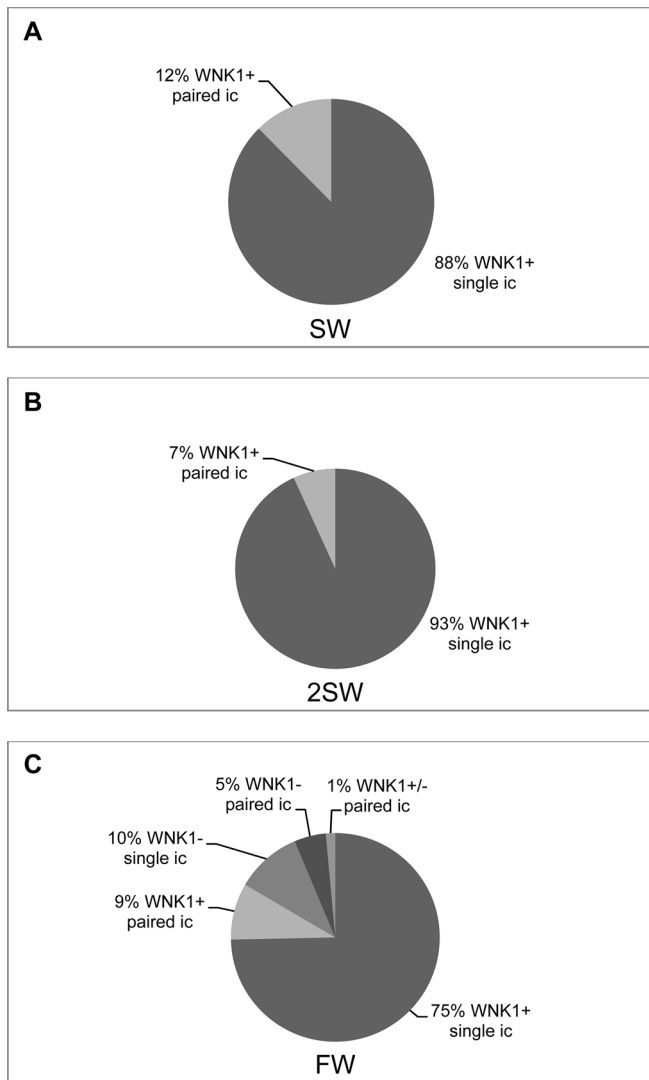 A
12% WNK1+
paired ic
88% WNK1+
single ic
SW
B
7% WNK1+
paired ic
93% WNK1+
single ic
2SW
C
5% WNK1-
paired ic
1% WNK1+/-
paired ic
10% WNK1-
single ic
9% WNK1+
paired ic
75% WNK1+
single ic
FW